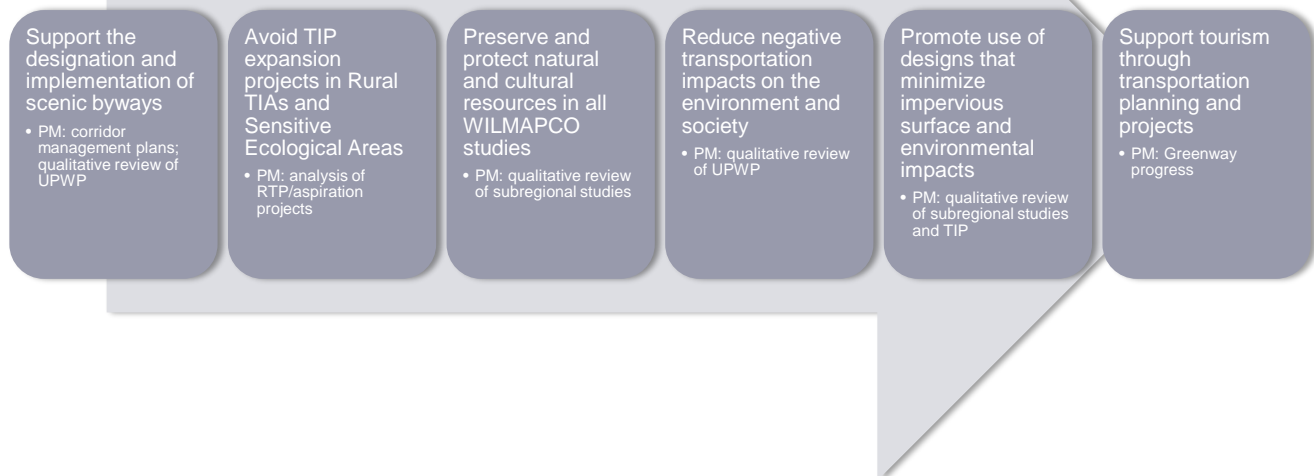 Support the
designation and
implementation of
scenic byways
• PM: corridor
management plans;
qualitative review of
UPWP
Avoid TIP
expansion
projects in Rural
TIAs and
Sensitive
Ecological Areas
• PM: analysis of
RTP/aspiration
projects
Preserve and
protect natural
and cultural
resources in all
WILMAPCO
studies
• PM: qualitative review
of subregional studies
Reduce negative
transportation
impacts on the
environment and
society
• PM: qualitative review
of UPWP
Promote use of
designs that
minimize
impervious
surface and
environmental
impacts
• PM: qualitative review
of subregional studies
and TIP
Support tourism
through
transportation
planning and
projects
• PM: Greenway
progress